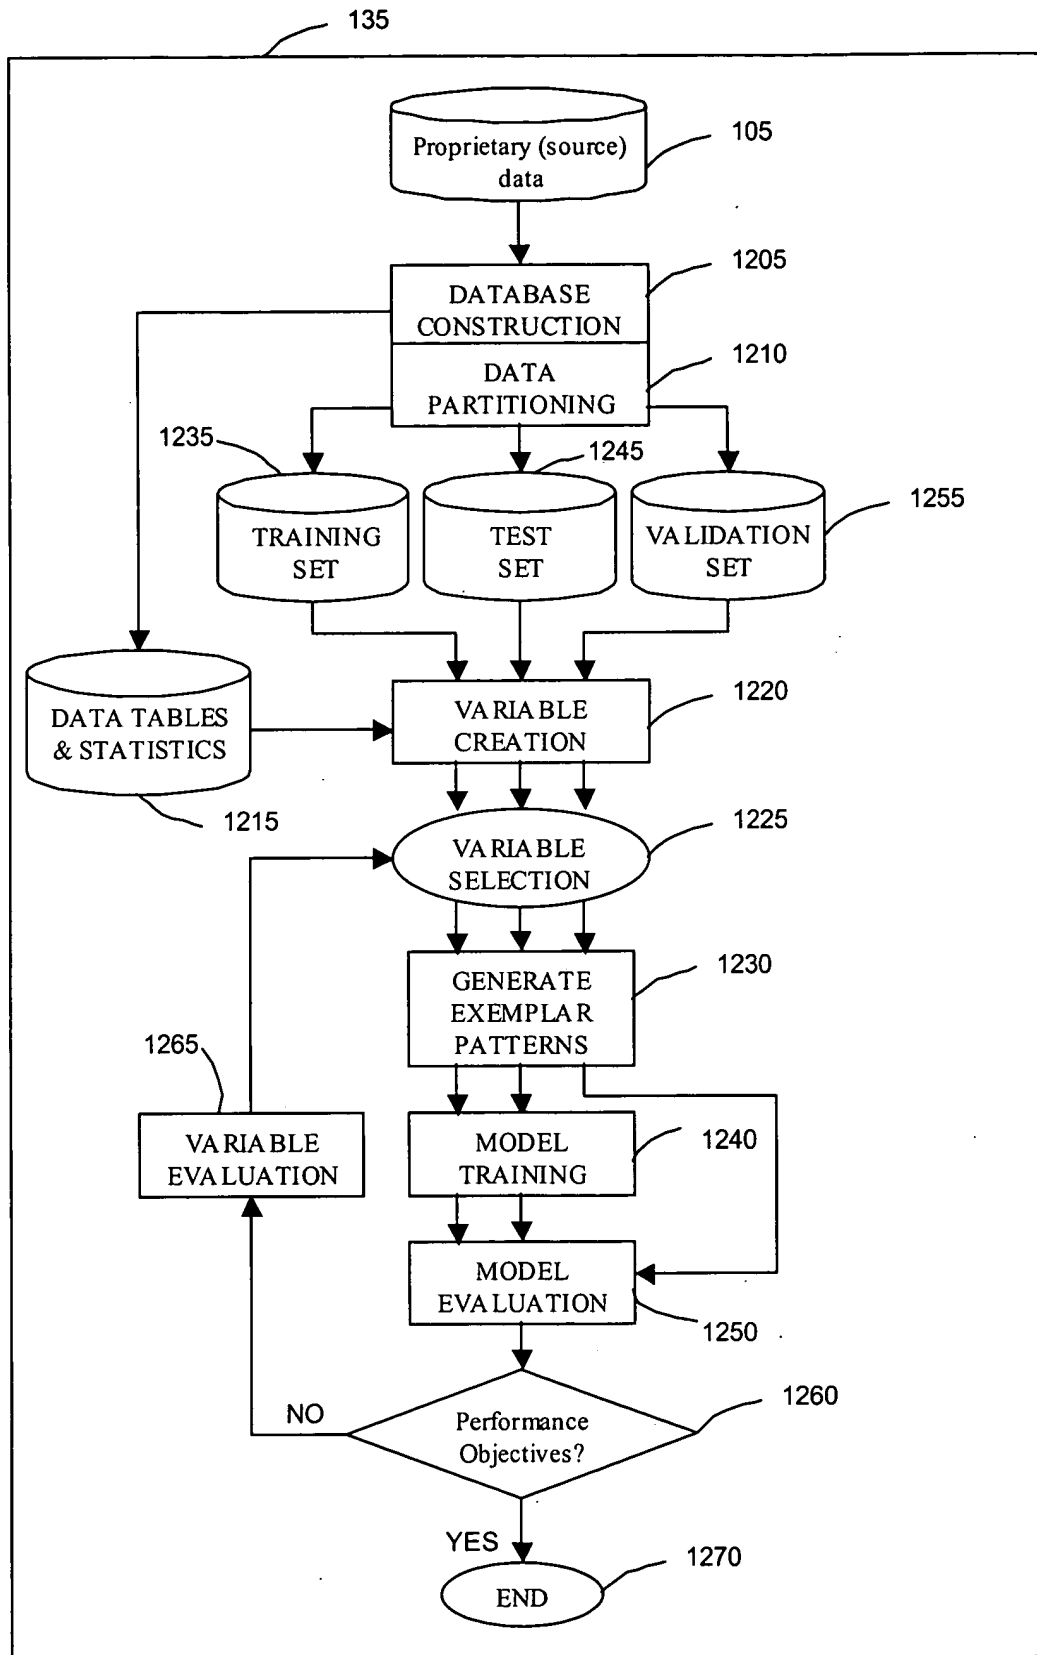 135
Proprietary (source)
data
105
DATABASE
CONSTRUCTION
1205
DATA
PARTITIONING
1210
1235
1245
1255
TRAINING
SET
TEST
SET
VALIDATION
SET
DATA TABLES
& STATISTICS
1215
VARIABLE
CREATION
1220
VARIABLE
SELECTION
1225
GENERATE
EXEMPLAR
PATTERNS
1230
1265
VARIABLE
EVALUATION
MODEL
TRAINING
1240
MODEL
EVALUATION
1250
NO
Performance
Objectives?
1260
YES
END
1270